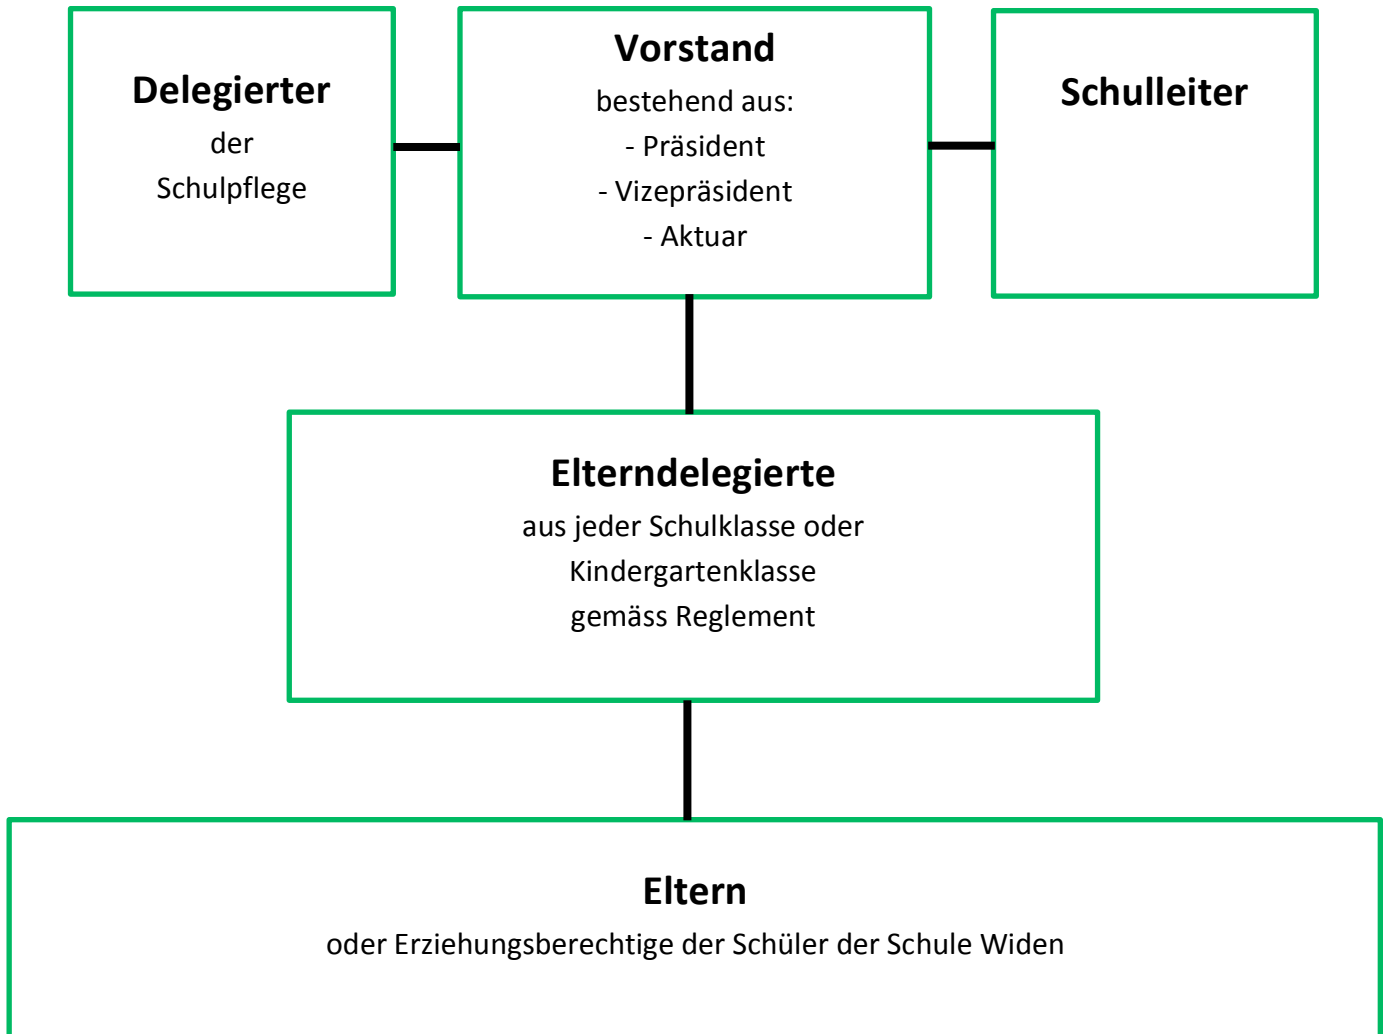 Delegierter
der
Schulpflege
Vorstand
bestehend aus:
- Präsident
- Vizepräsident
- Aktuar
Schulleiter
Elterndelegierte
aus jeder Schulklasse oder
Kindergartenklasse
gemäss Reglement
Eltern
oder Erziehungsberechtige der Schüler der Schule Widen